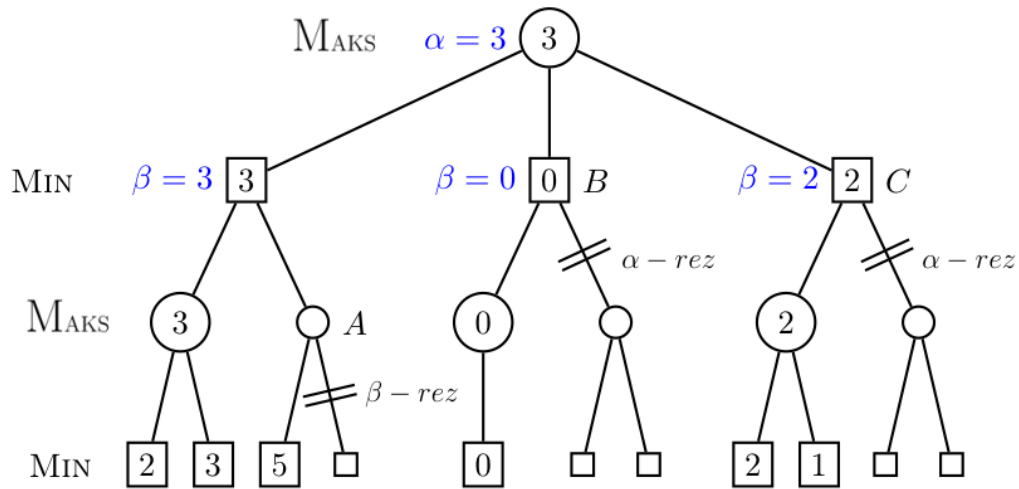 MAKS α = 3 3
MIN β = 3 3 β = 0 0 B β = 2 2 C
α − rez α − rez
MAKS 3 A 0 2
β − rez
MIN 2 3 5 0 2 1